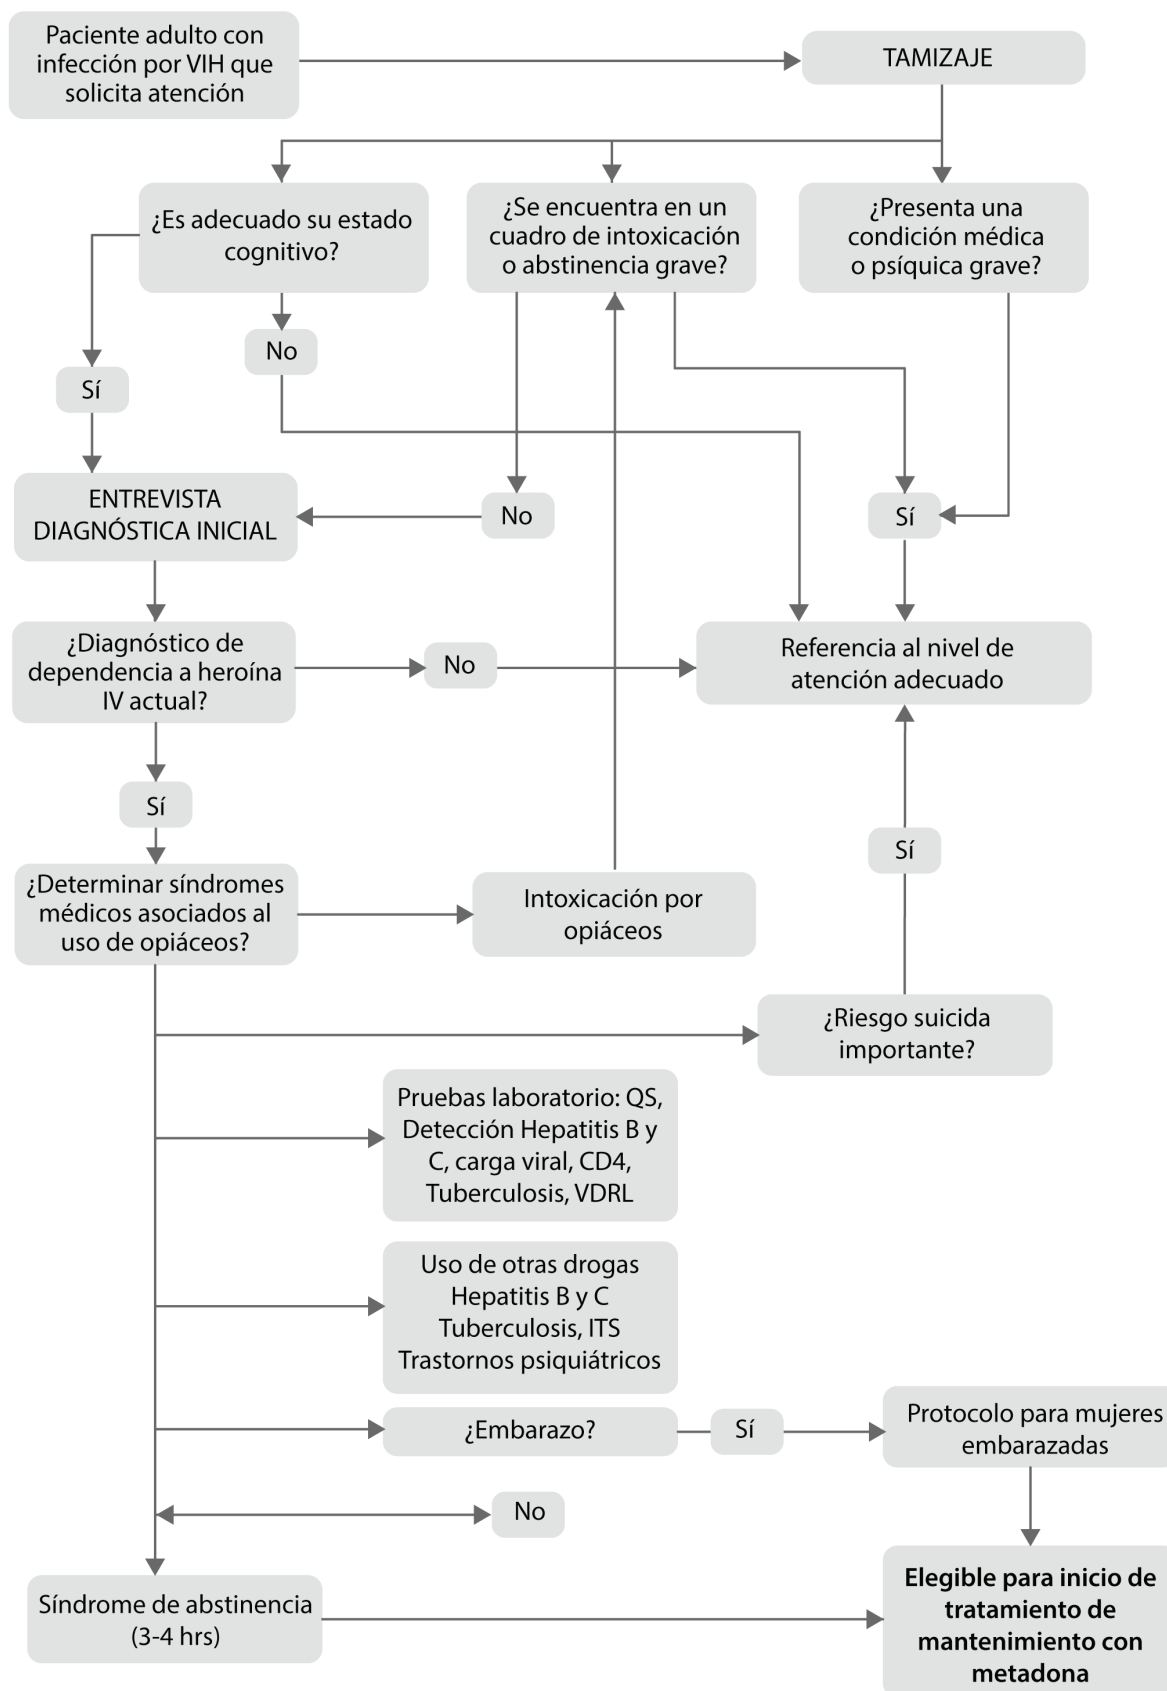 Paciente adulto con
infección por VIH que
solicita atención
TAMIZAJE
¿Es adecuado su estado
cognitivo?
¿Se encuentra en un
cuadro de intoxicación
o abstinencia grave?
¿Presenta una
condición médica
o psíquica grave?
No
Sí
ENTREVISTA
DIAGNÓSTICA INICIAL
No
Sí
¿Diagnóstico de
dependencia a heroína
IV actual?
No
Referencia al nivel de
atención adecuado
Sí
Sí
¿Determinar síndromes
médicos asociados al
uso de opiáceos?
Intoxicación por
opiáceos
¿Riesgo suicida
importante?
Pruebas laboratorio: QS,
Detección Hepatitis B y
C, carga viral, CD4,
Tuberculosis, VDRL
Uso de otras drogas
Hepatitis B y C
Tuberculosis, ITS
Trastornos psiquiátricos
¿Embarazo?
Sí
Protocolo para mujeres
embarazadas
No
Síndrome de abstinencia
(3-4 hrs)
Elegible para inicio de
tratamiento de
mantenimiento con
metadona